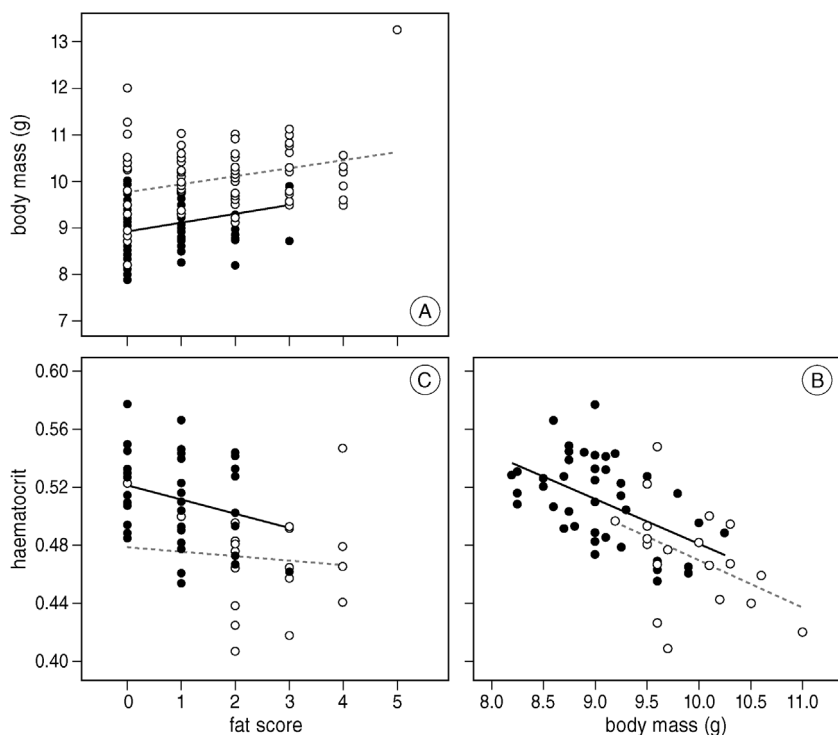 13
12
11
10
9
8
7
body mass (g)
A
0.60
0.56
0.52
0.48
0.44
0.40
haematocrit
C
0 1 2 3 4 5
fat score
B
8.0 8.5 9.0 9.5 10.0 10.5 11.0
body mass (g)